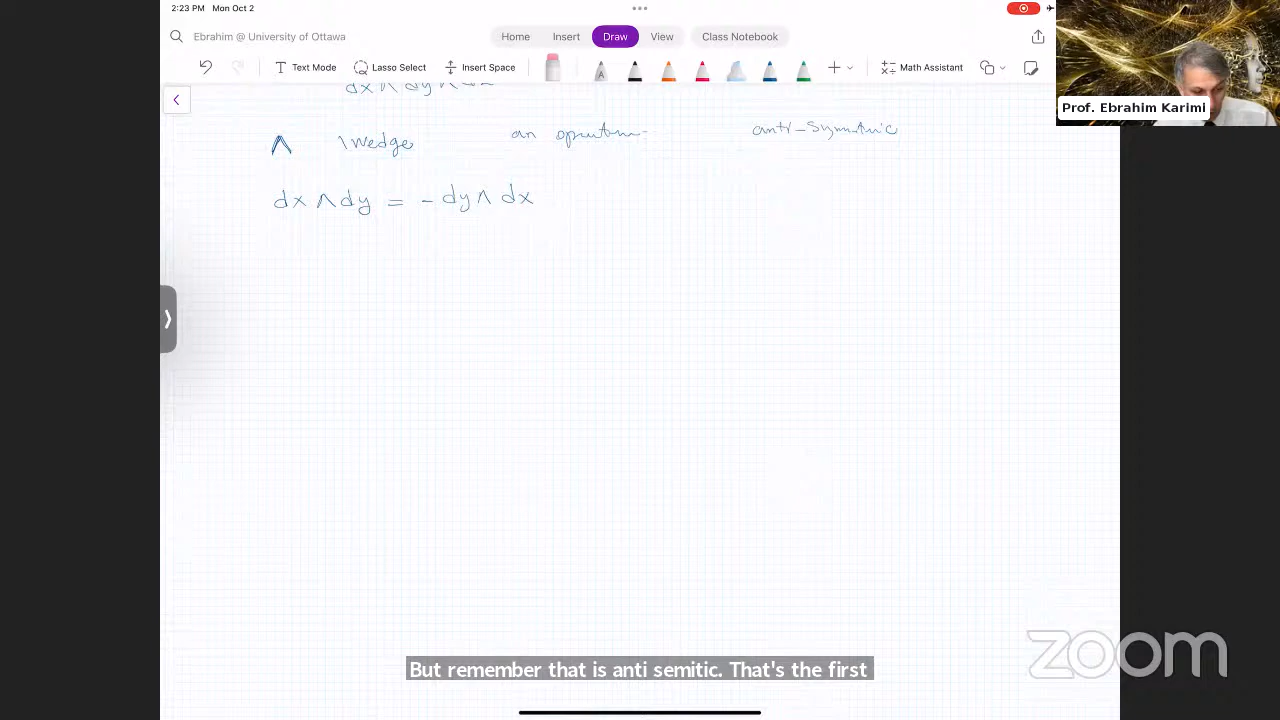 2:23 PM Mon Oct 2
Ebrahim @ University of Ottawa
Home Insert Draw View Class Notebook
Text Mode Lasso Select Insert Space Math Assistant
Prof. Ebrahim Karimi
dx ∧ dy ∧
∧ \wedge an anti-symmetric
dx ∧ dy = - dy ∧ dx
zoom
But remember that is anti semitic. That's the first